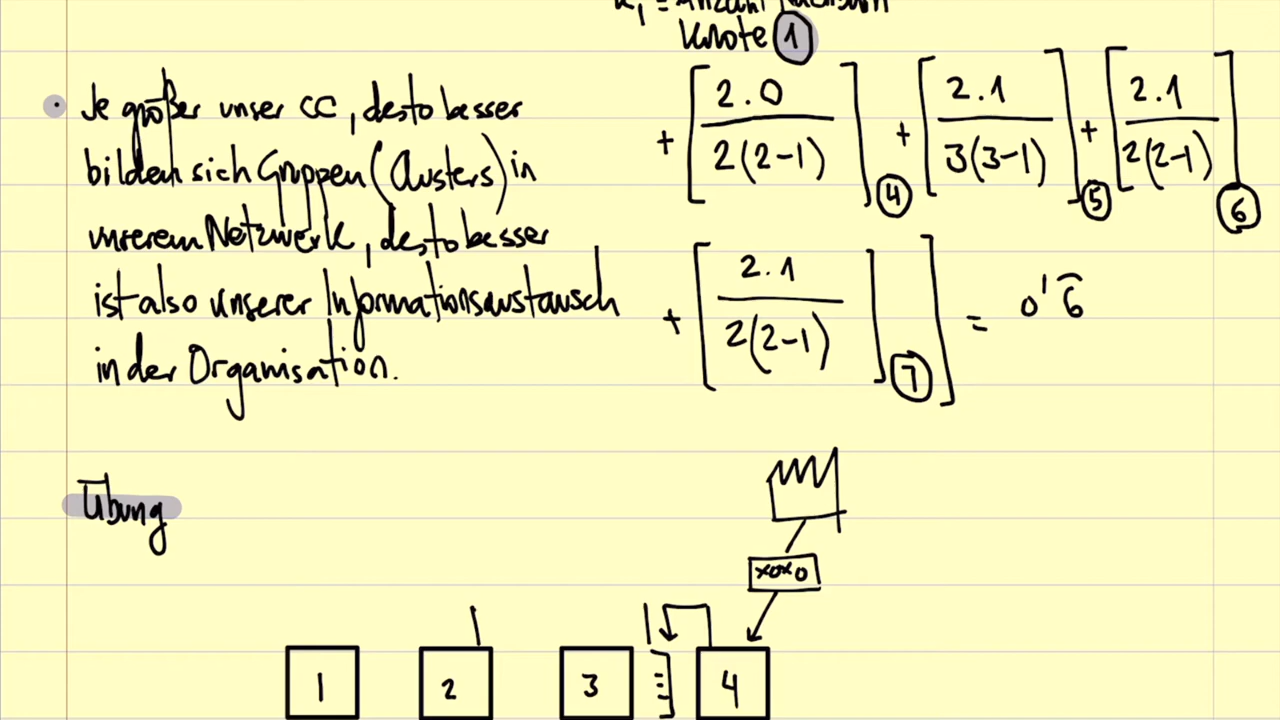 Knote 1
• Je größer unser CC, desto besser
bilden sich Gruppen (Clusters) in
unserem Netzwerk, desto besser
ist also unserer Informationsaustausch
in der Organisation.
+ [ 2·0 / 2(2-1) ] 4 + [ 2·1 / 3(3-1) ] 5 + [ 2·1 / 2(2-1) ] 6
+ [ 2·1 / 2(2-1) ] 7 ] = 0'6̄
Übung
xoxo
1 2 3 4